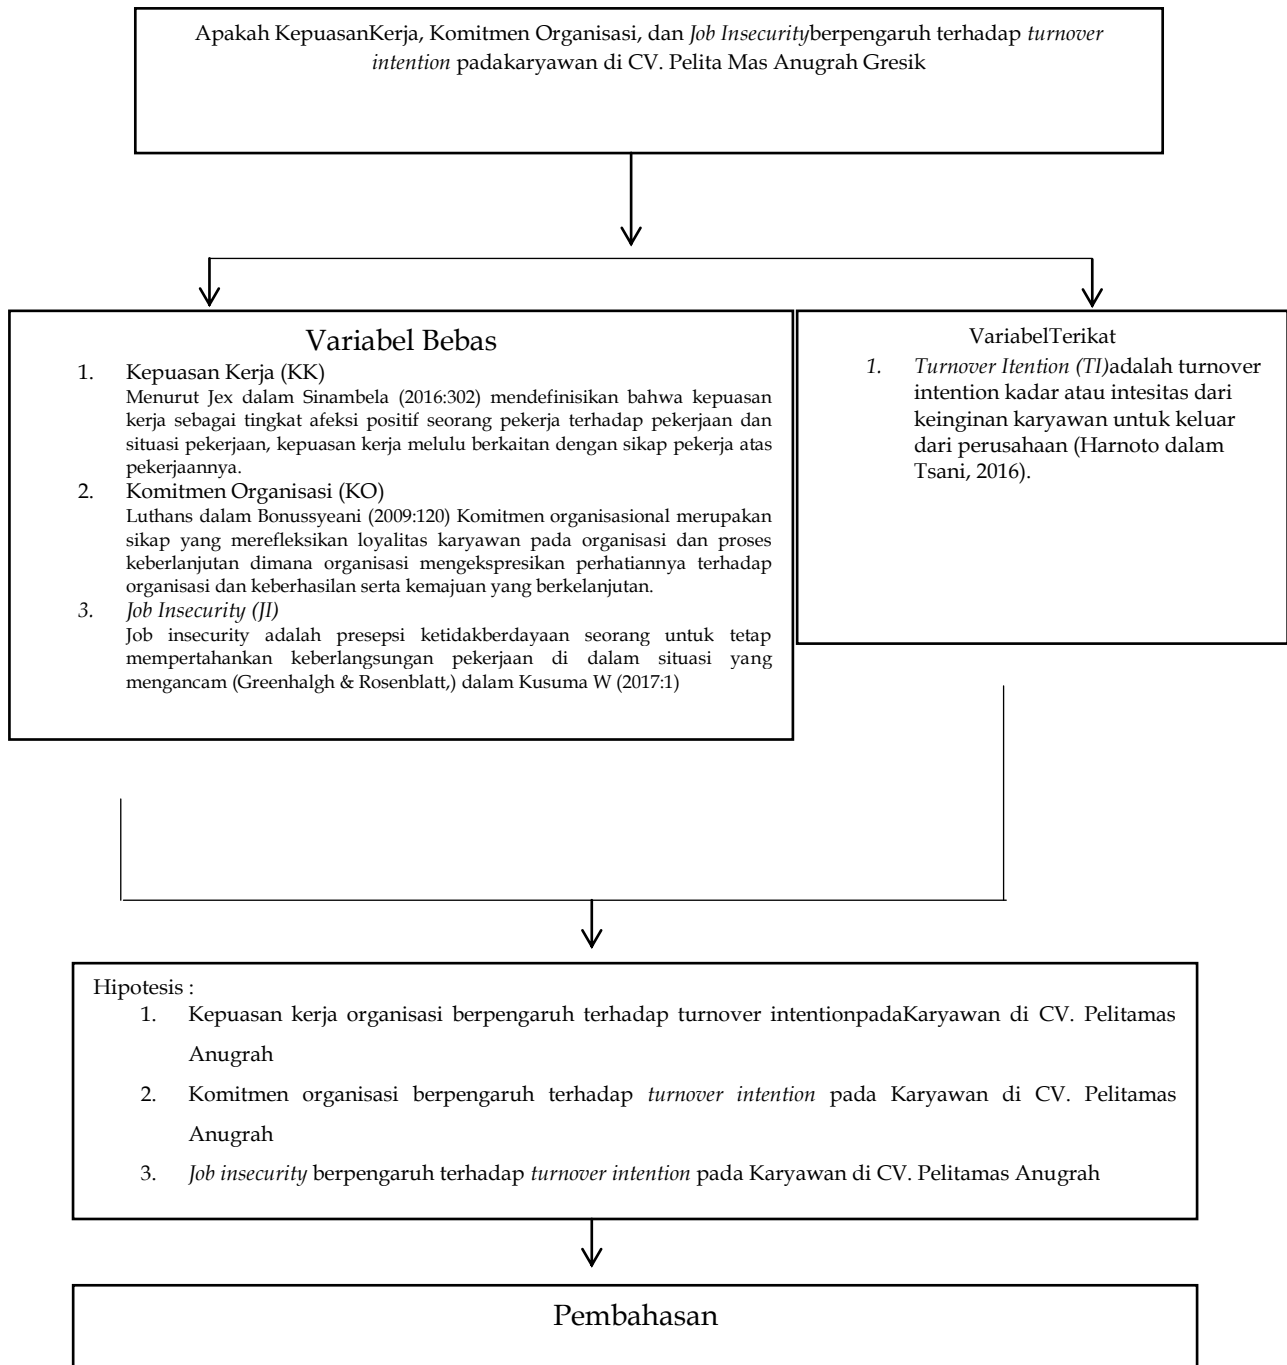 Apakah KepuasanKerja, Komitmen Organisasi, dan Job Insecurityberpengaruh terhadap turnover
intention padakaryawan di CV. Pelita Mas Anugrah Gresik
Variabel Bebas
1. Kepuasan Kerja (KK)
Menurut Jex dalam Sinambela (2016:302) mendefinisikan bahwa kepuasan
kerja sebagai tingkat afeksi positif seorang pekerja terhadap pekerjaan dan
situasi pekerjaan, kepuasan kerja melulu berkaitan dengan sikap pekerja atas
pekerjaannya.
2. Komitmen Organisasi (KO)
Luthans dalam Bonussyeani (2009:120) Komitmen organisasional merupakan
sikap yang merefleksikan loyalitas karyawan pada organisasi dan proses
keberlanjutan dimana organisasi mengekspresikan perhatiannya terhadap
organisasi dan keberhasilan serta kemajuan yang berkelanjutan.
3. Job Insecurity (JI)
Job insecurity adalah presepsi ketidakberdayaan seorang untuk tetap
mempertahankan keberlangsungan pekerjaan di dalam situasi yang
mengancam (Greenhalgh & Rosenblatt,) dalam Kusuma W (2017:1)
VariabelTerikat
1. Turnover Itention (TI)adalah turnover
intention kadar atau intesitas dari
keinginan karyawan untuk keluar
dari perusahaan (Harnoto dalam
Tsani, 2016).
Hipotesis :
1. Kepuasan kerja organisasi berpengaruh terhadap turnover intentionpadaKaryawan di CV. Pelitamas
Anugrah
2. Komitmen organisasi berpengaruh terhadap turnover intention pada Karyawan di CV. Pelitamas
Anugrah
3. Job insecurity berpengaruh terhadap turnover intention pada Karyawan di CV. Pelitamas Anugrah
Pembahasan